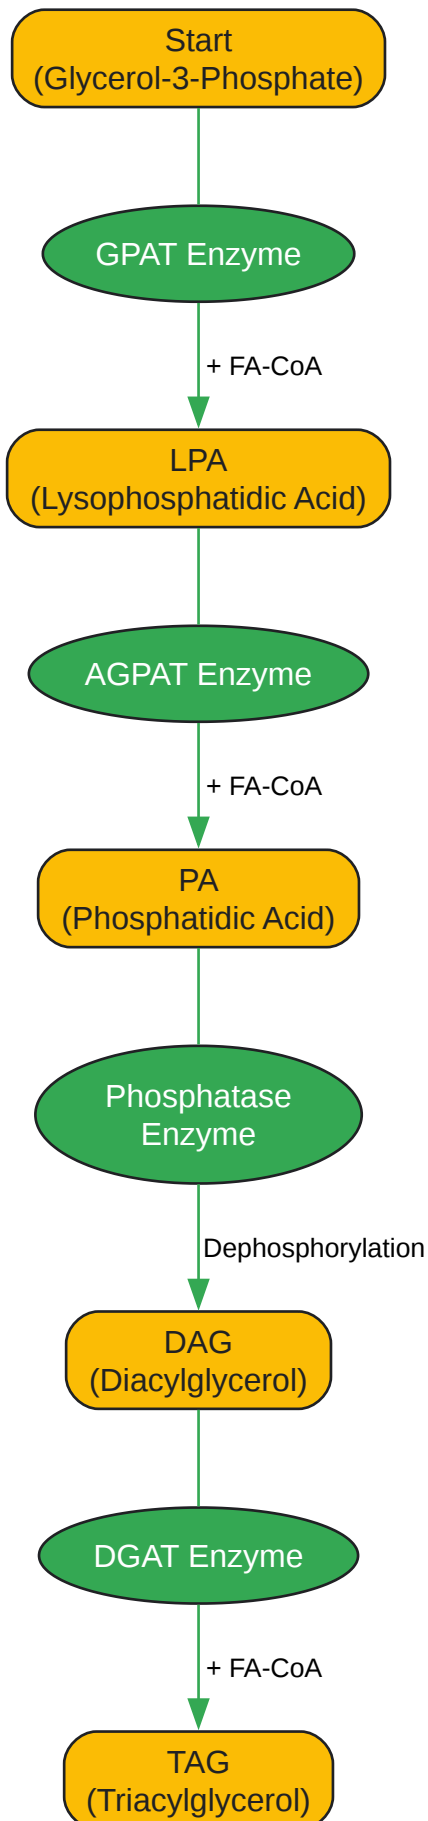 Start
(Glycerol-3-Phosphate)
GPAT Enzyme
+ FA-CoA
LPA
(Lysophosphatidic Acid)
AGPAT Enzyme
+ FA-CoA
PA
(Phosphatidic Acid)
Phosphatase
Enzyme
Dephosphorylation
DAG
(Diacylglycerol)
DGAT Enzyme
+ FA-CoA
TAG
(Triacylglycerol)